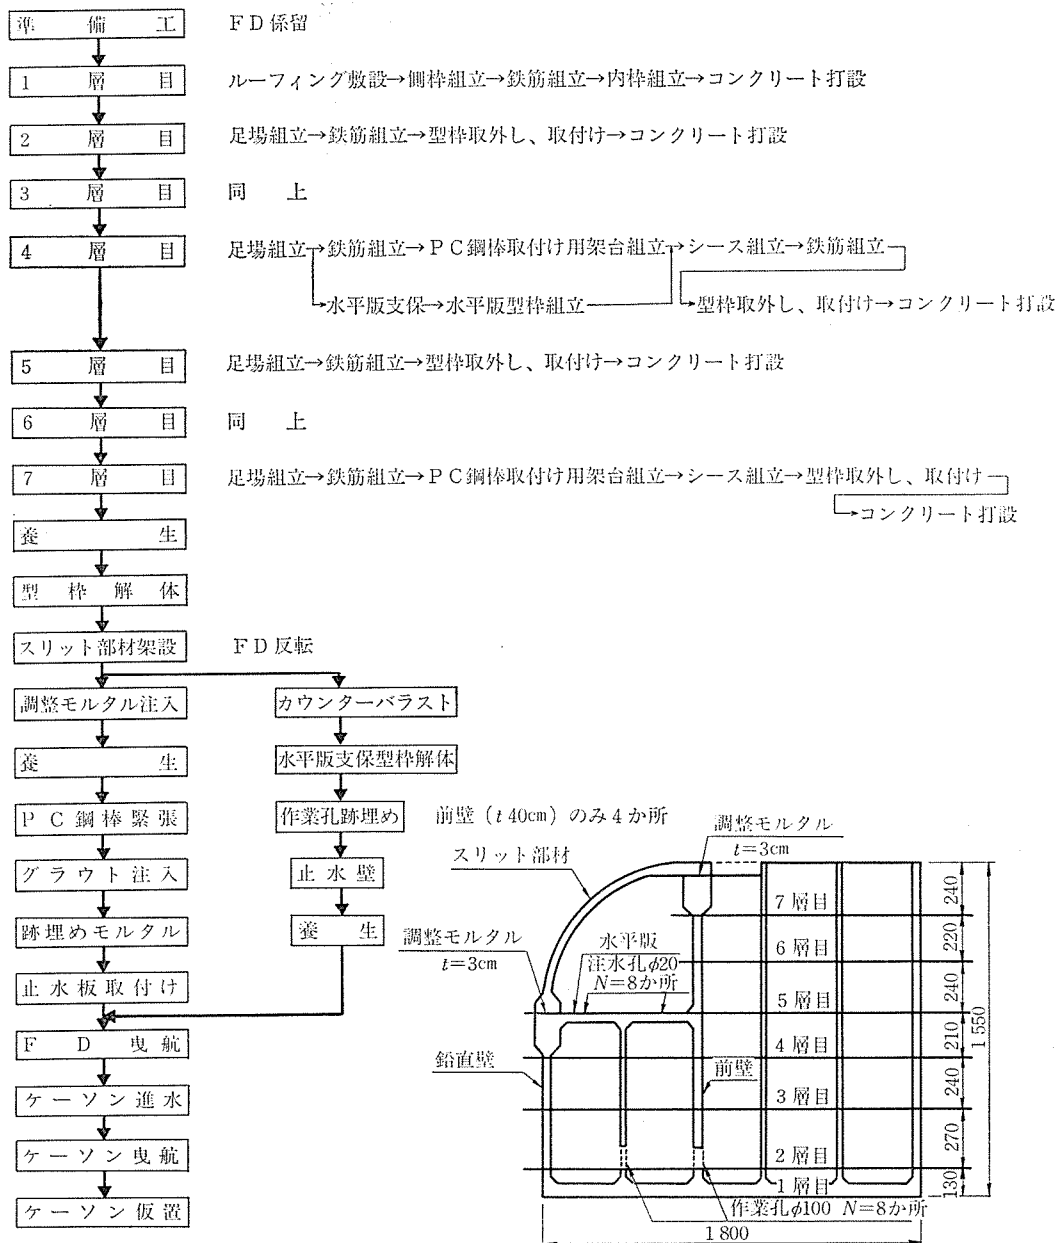 準備工 FD係留
1層目 ルーフィング敷設→側枠組立→鉄筋組立→内枠組立→コンクリート打設
2層目 足場組立→鉄筋組立→型枠取外し、取付け→コンクリート打設
3層目 同上
4層目 足場組立→鉄筋組立→PC鋼棒取付け用架台組立→シース組立→鉄筋組立
→水平版支保→水平版型枠組立 →型枠取外し、取付け→コンクリート打設
5層目 足場組立→鉄筋組立→型枠取外し、取付け→コンクリート打設
6層目 同上
7層目 足場組立→鉄筋組立→PC鋼棒取付け用架台組立→シース組立→型枠取外し、取付け
→コンクリート打設
養生
型枠解体
スリット部材架設 FD反転
調整モルタル注入
養生
PC鋼棒緊張
グラウト注入
跡埋めモルタル
止水板取付け
カウンターバラスト
水平版支保型枠解体
作業孔跡埋め 前壁(t40cm)のみ4か所
止水壁
養生
FD曳航
ケーソン進水
ケーソン曳航
ケーソン仮置
スリット部材
調整モルタル
t=3cm
調整モルタル
t=3cm
水平版
注水孔φ20
N=8か所
鉛直壁
前壁
7層目
6層目
5層目
4層目
3層目
2層目
1層目
240
220
240
210
240
270
130
1550
作業孔φ100 N=8か所
1800